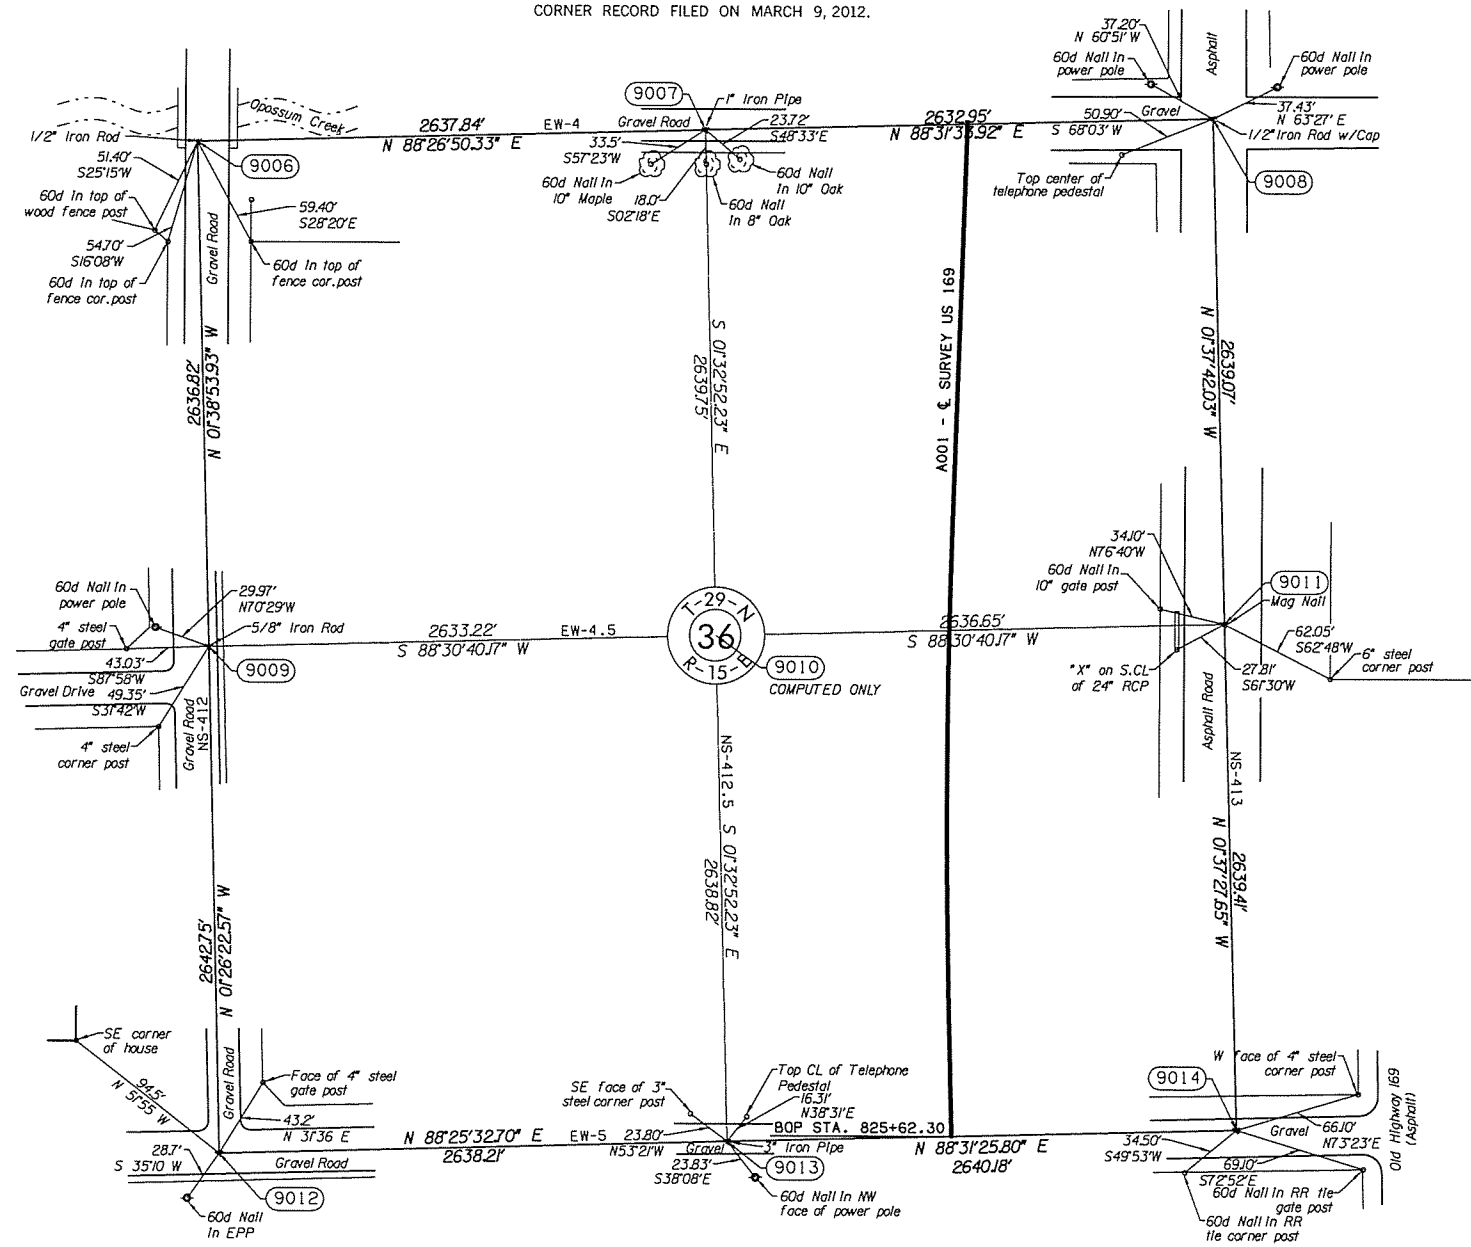 CORNER RECORD FILED ON MARCH 9, 2012.
37.20'
N 60°51' W
60d Nail in
power pole
Asphalt
60d Nail in
power pole
9007
1" Iron Pipe
Opossum Creek
1/2" Iron Rod
2637.84'
N 88°26'50.33" E
EW-4
Gravel Road
23.72'
S48°33'E
2632.95'
N 88°31'33.92" E
50.90'
S 68°03' W
Gravel
37.43'
N 63°27' E
1/2" Iron Rod w/Cap
51.40'
S25°15'W
9006
33.5'
S57°23'W
60d Nail in
10" Maple
18.0'
S02°18'E
60d Nail
in 10" Oak
60d Nail
in 8" Oak
Top center of
telephone pedestal
9008
60d in top of
wood fence post
59.40'
S28°20'E
54.70'
S16°08'W
60d in top of
fence cor.post
Gravel Road
60d in top of
fence cor.post
2636.82'
N 01°38'53.93" W
S 01°32'52.23" E
2639.75'
A001 - ℄ SURVEY US 169
2639.07'
N 01°37'42.03" W
60d Nail in
power pole
29.97'
N70°29'W
4" steel
gate post
5/8" Iron Rod
43.03'
S87°58'W
9009
2633.22'
S 88°30'40.17" W
EW-4.5
T-29-N
36
R-15-E
9010
COMPUTED ONLY
2636.65'
S 88°30'40.17" W
34.10'
N76°40'W
60d Nail in
10" gate post
9011
Mag Nail
62.05'
S62°48'W
6" steel
corner post
"X" on S.CL
of 24" RCP
27.81'
S61°30'W
Gravel Drive
49.35'
S31°42'W
4" steel
corner post
Gravel Road
NS-412
Asphalt Road
NS-413
NS-412.5
S 01°32'52.23" E
2638.82'
2642.75'
N 01°26'22.57" W
2639.41'
N 01°37'27.65" W
SE corner
of house
94.5'
N 51°55 W
Gravel Road
Face of 4" steel
gate post
43.2'
N 31°36 E
28.7'
S 35°10 W
N 88°25'32.70" E
2638.21'
EW-5
Gravel Road
9012
60d Nail
in EPP
SE face of 3"
steel corner post
Top CL of Telephone
Pedestal
16.31'
N38°31'E
23.80'
N53°21'W
BOP STA. 825+62.30
Gravel
3" Iron Pipe
23.83'
S38°08'E
9013
60d Nail in NW
face of power pole
N 88°31'25.80" E
2640.18'
9014
W face of 4" steel
corner post
66.10'
N73°23'E
Gravel
34.50'
S49°53'W
69.10'
S72°52'E
60d Nail in RR tie
gate post
60d Nail in RR
tie corner post
Old Highway 169
(Asphalt)